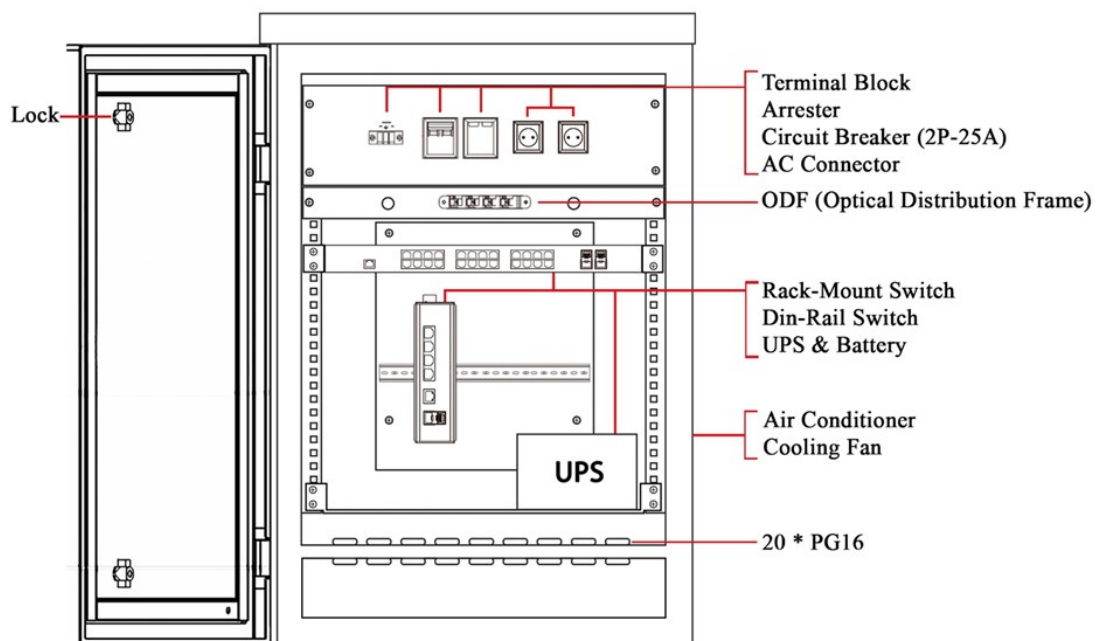 Lock
Terminal Block
Arrester
Circuit Breaker (2P-25A)
AC Connector
ODF (Optical Distribution Frame)
Rack-Mount Switch
Din-Rail Switch
UPS & Battery
Air Conditioner
Cooling Fan
UPS
20 * PG16